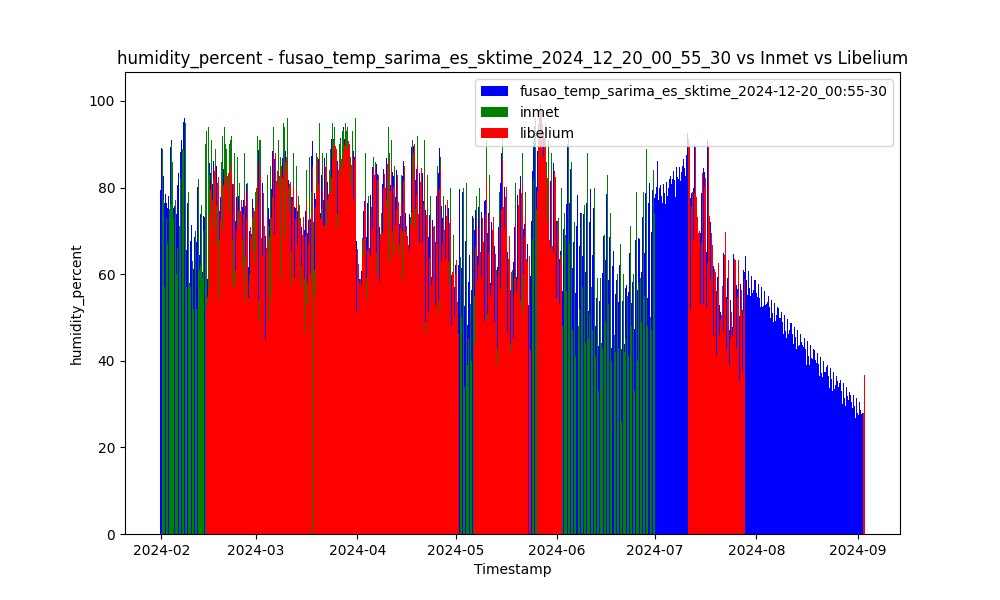 humidity_percent - fusao_temp_sarima_es_sktime_2024_12_20_00_55_30 vs Inmet vs Libelium
fusao_temp_sarima_es_sktime_2024-12-20_00:55-30
inmet
libelium
100
80
60
40
20
0
humidity_percent
2024-02 2024-03 2024-04 2024-05 2024-06 2024-07 2024-08 2024-09
Timestamp